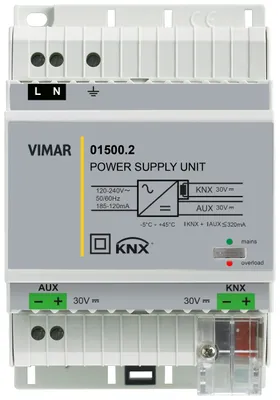 L N
VIMAR 01500.2
POWER SUPPLY UNIT
120-240V~
50/60Hz
185-120mA
KNX 30V
AUX 30V
-5°C ÷ +45°C IKNX + IAUX ≤320mA
KNX
mains
overload
AUX
30V
30V
KNX
− +
− +